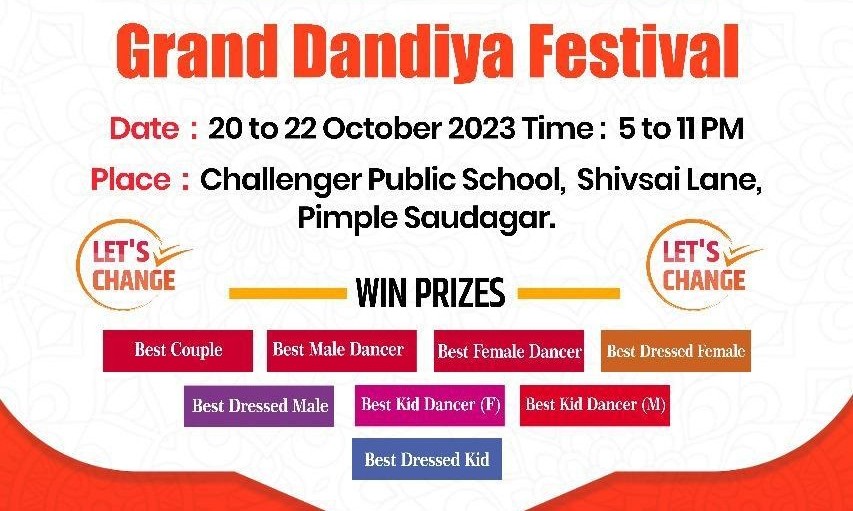 Grand Dandiya Festival
Date : 20 to 22 October 2023 Time : 5 to 11 PM
Place : Challenger Public School, Shivsai Lane,
Pimple Saudagar.
LET'S
CHANGE
LET'S
CHANGE
WIN PRIZES
Best Couple
Best Male Dancer
Best Female Dancer
Best Dressed Female
Best Dressed Male
Best Kid Dancer (F)
Best Kid Dancer (M)
Best Dressed Kid